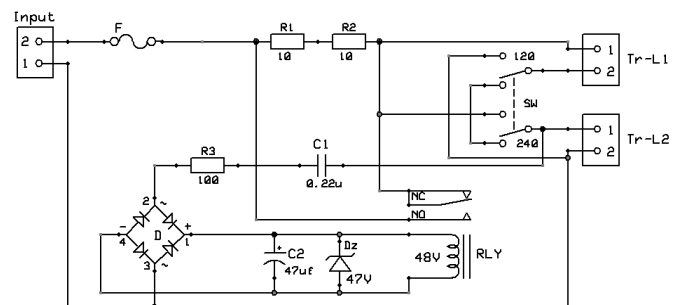 Input
F
R1
R2
2
1
10
10
120
1
2
Tr-L1
SW
240
1
2
Tr-L2
R3
C1
100
0.22u
NC
NO
2
~
-
+
4
D
1
3
~
C2
47uf
Dz
47V
48V
RLY
+